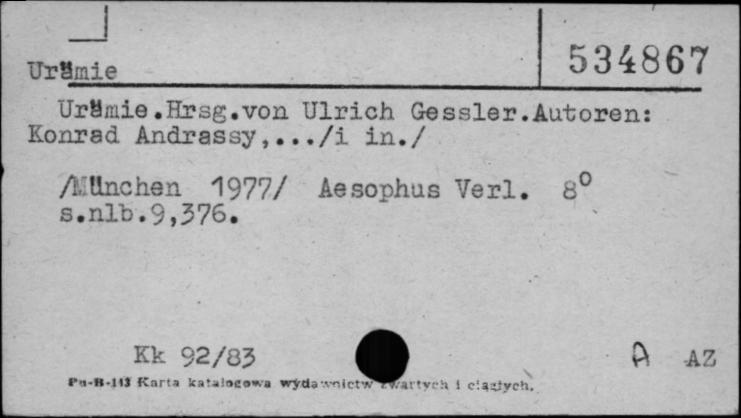 534867
Urämie
Urämie.Hrsg.von Ulrich Gessler.Autoren:
Konrad Andrassy,.../i in./
/München 1977/ Aesophus Verl. 8°
s.nlb.9,376.
Kk 92/83
A AZ
Pu-B-113 Karta katalogowa wydawnictw zwartych i ciągłych.